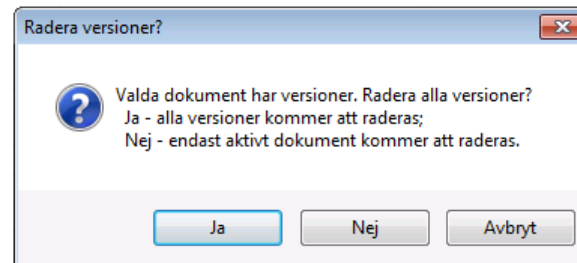 Radera versioner?
Valda dokument har versioner. Radera alla versioner?
Ja - alla versioner kommer att raderas;
Nej - endast aktivt dokument kommer att raderas.
Ja Nej Avbryt